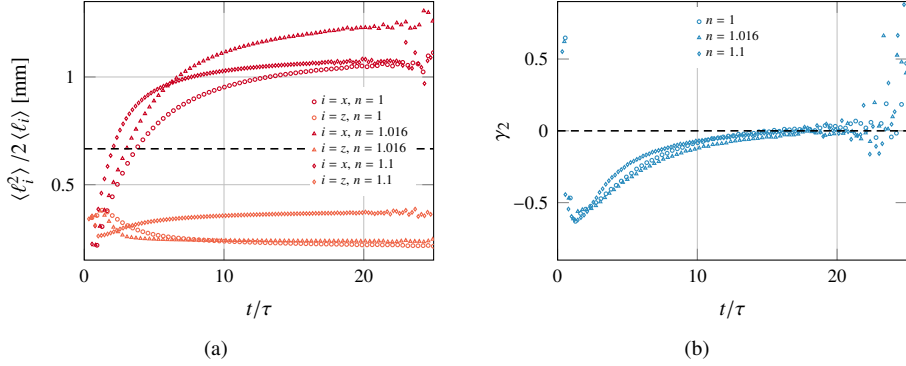 ⟨ℓ_i^2⟩ /2 ⟨ℓ_i⟩ [mm]
1
0.5
i = x, n = 1
i = z, n = 1
i = x, n = 1.016
i = z, n = 1.016
i = x, n = 1.1
i = z, n = 1.1
0
10
20
t/τ
(a)
γ_2
0.5
0
−0.5
n = 1
n = 1.016
n = 1.1
0
10
20
t/τ
(b)